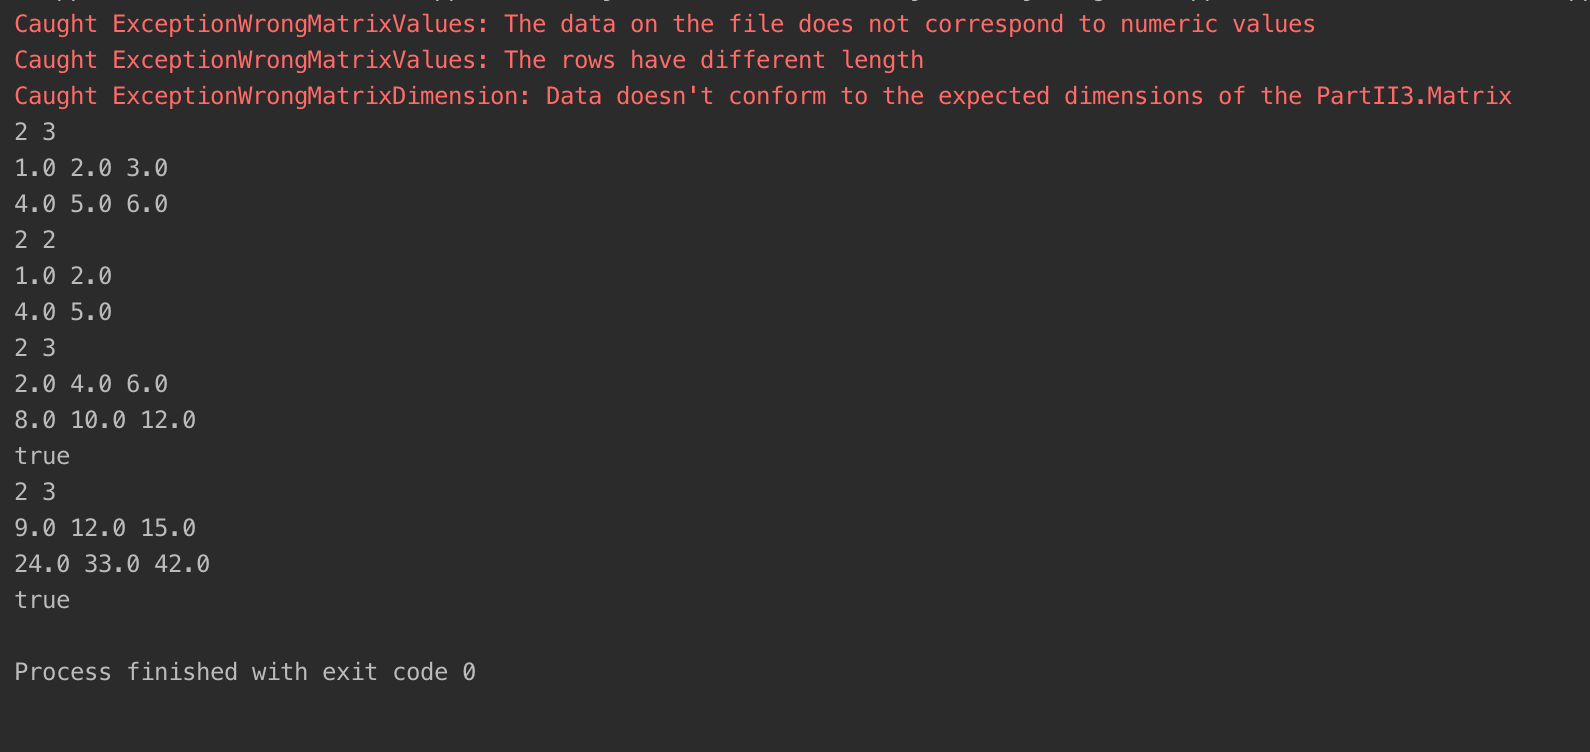 Caught ExceptionWrongMatrixValues: The data on the file does not correspond to numeric values
Caught ExceptionWrongMatrixValues: The rows have different length
Caught ExceptionWrongMatrixDimension: Data doesn't conform to the expected dimensions of the PartII3.Matrix
2 3
1.0 2.0 3.0
4.0 5.0 6.0
2 2
1.0 2.0
4.0 5.0
2 3
2.0 4.0 6.0
8.0 10.0 12.0
true
2 3
9.0 12.0 15.0
24.0 33.0 42.0
true
Process finished with exit code 0